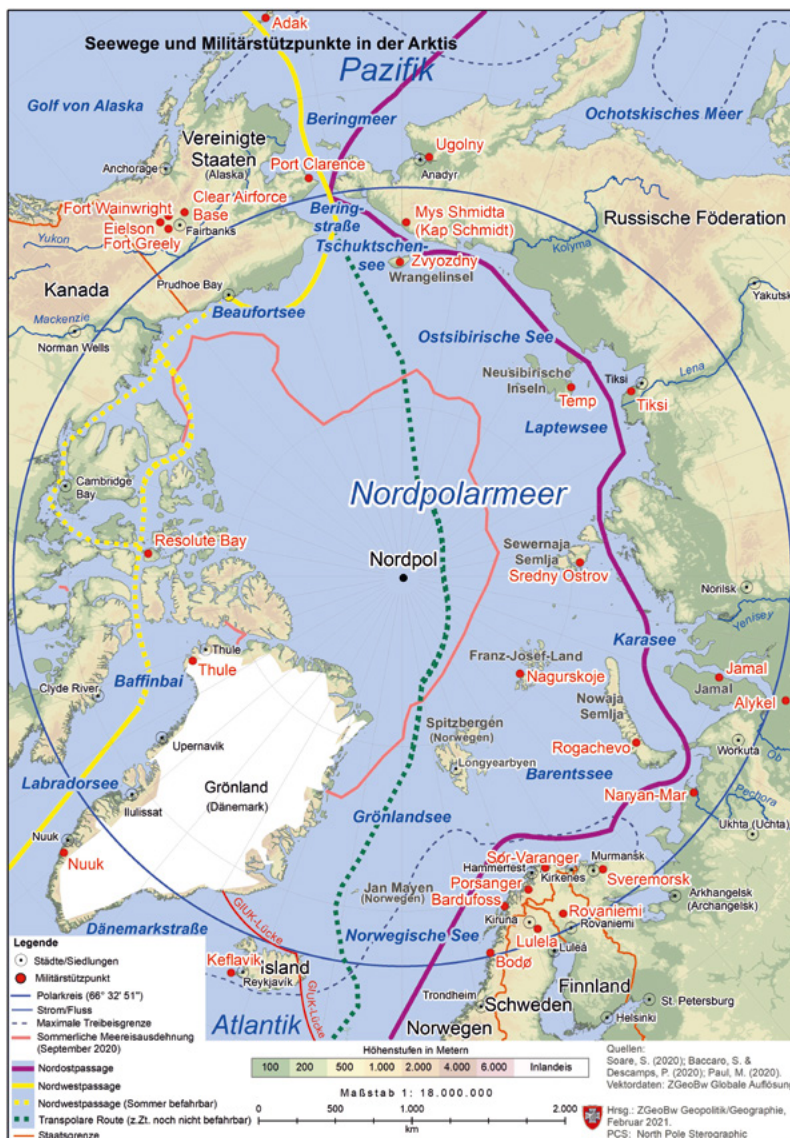 Adak
Seewege und Militärstützpunkte in der Arktis
Pazifik
Golf von Alaska
Beringmeer
Ochotskisches Meer
Vereinigte
Staaten
(Alaska)
Anchorage
Port Clarence
Ugolny
Anadyr
Clear Airforce
Base
Fort Wainwright
Eielson
Fort Greely
Fairbanks
Yukon
Bering-
straße
Tschuktschen-
see
Mys Shmidta
(Kap Schmidt)
Russische Föderation
Kolyma
Zvyozdny
Wrangelinsel
Kanada
Prudhoe Bay
Beaufortsee
Yakutsk
Mackenzie
Norman Wells
Ostsibirische See
Lena
Neusibirische
Inseln
Temp
Tiksi
Tiksi
Laptewsee
Cambridge
Bay
Nordpolarmeer
Resolute Bay
Nordpol
Sewernaja
Semlja
Sredny Ostrov
Norilsk
Yenisey
Karasee
Thule
Thule
Franz-Josef-Land
Nagurskoje
Jamal
Jamal
Alykel
Baffinbai
Clyde River
Nowaja
Semlja
Spitzbergen
(Norwegen)
Rogachevo
Upernavik
Longyearbyen
Workuta
Ob
Barentssee
Labradorsee
Grönland
(Dänemark)
Naryan-Mar
Pechora
Ilulissat
Grönlandsee
Ukhta (Uchta)
Nuuk
Nuuk
Sør-Varanger
Murmansk
Hammerfest
Kirkenes
Sveremorsk
Jan Mayen
(Norwegen)
Porsanger
Bardufoss
Arkhangelsk
(Archangelsk)
Dänemarkstraße
GIUK-Lücke
Kiruna
Rovaniemi
Rovaniemi
Norwegische See
Lulela
Luleå
Bodø
Keflavik
Island
Reykjavik
GIUK-Lücke
Finnland
Trondheim
Schweden
St. Petersburg
Atlantik
Norwegen
Helsinki
Legende
Städte/Siedlungen
Militärstützpunkt
Polarkreis (66° 32' 51")
Strom/Fluss
Maximale Treibeisgrenze
Sommerliche Meereisausdehnung
(September 2020)
Nordostpassage
Nordwestpassage
Nordwestpassage (Sommer befahrbar)
Transpolare Route (z.Zt. noch nicht befahrbar)
Staatsgrenze
Höhenstufen in Metern
100 200 500 1.000 2.000 4.000 6.000 Inlandeis
Maßstab 1: 18.000.000
0 500 1.000 2.000
km
Quellen:
Soare, S. (2020); Baccaro, S. &
Descamps, P. (2020); Paul, M. (2020).
Vektordaten: ZGeoBw Globale Auflösung
Hrsg.: ZGeoBw Geopolitik/Geographie,
Februar 2021.
PCS: North Pole Sterographic